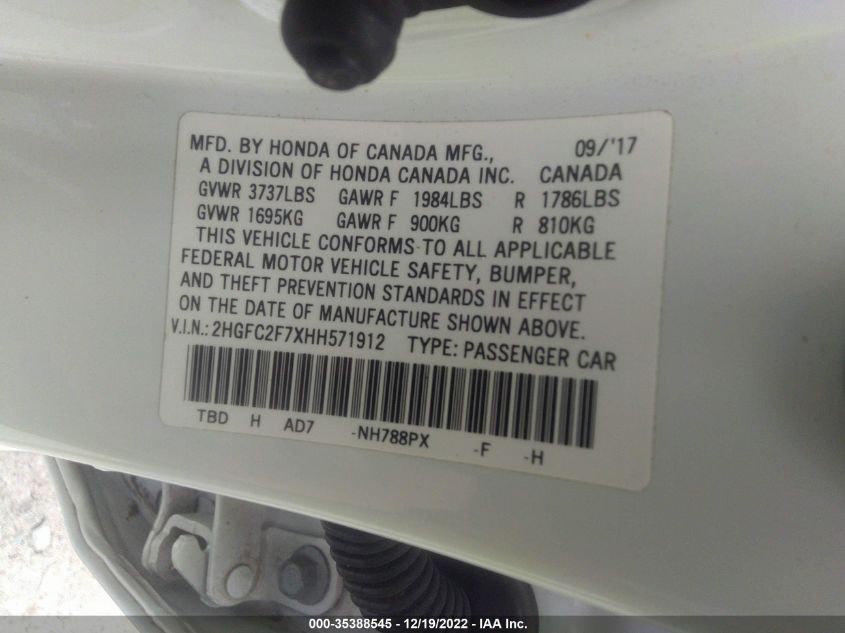 MFD. BY HONDA OF CANADA MFG., 09/'17
A DIVISION OF HONDA CANADA INC. CANADA
GVWR 3737LBS GAWR F 1984LBS R 1786LBS
GVWR 1695KG GAWR F 900KG R 810KG
THIS VEHICLE CONFORMS TO ALL APPLICABLE
FEDERAL MOTOR VEHICLE SAFETY, BUMPER,
AND THEFT PREVENTION STANDARDS IN EFFECT
ON THE DATE OF MANUFACTURE SHOWN ABOVE.
V.I.N.: 2HGFC2F7XHH571912 TYPE: PASSENGER CAR
TBD H AD7 -NH788PX -F -H
000-35388545 - 12/19/2022 - IAA Inc.